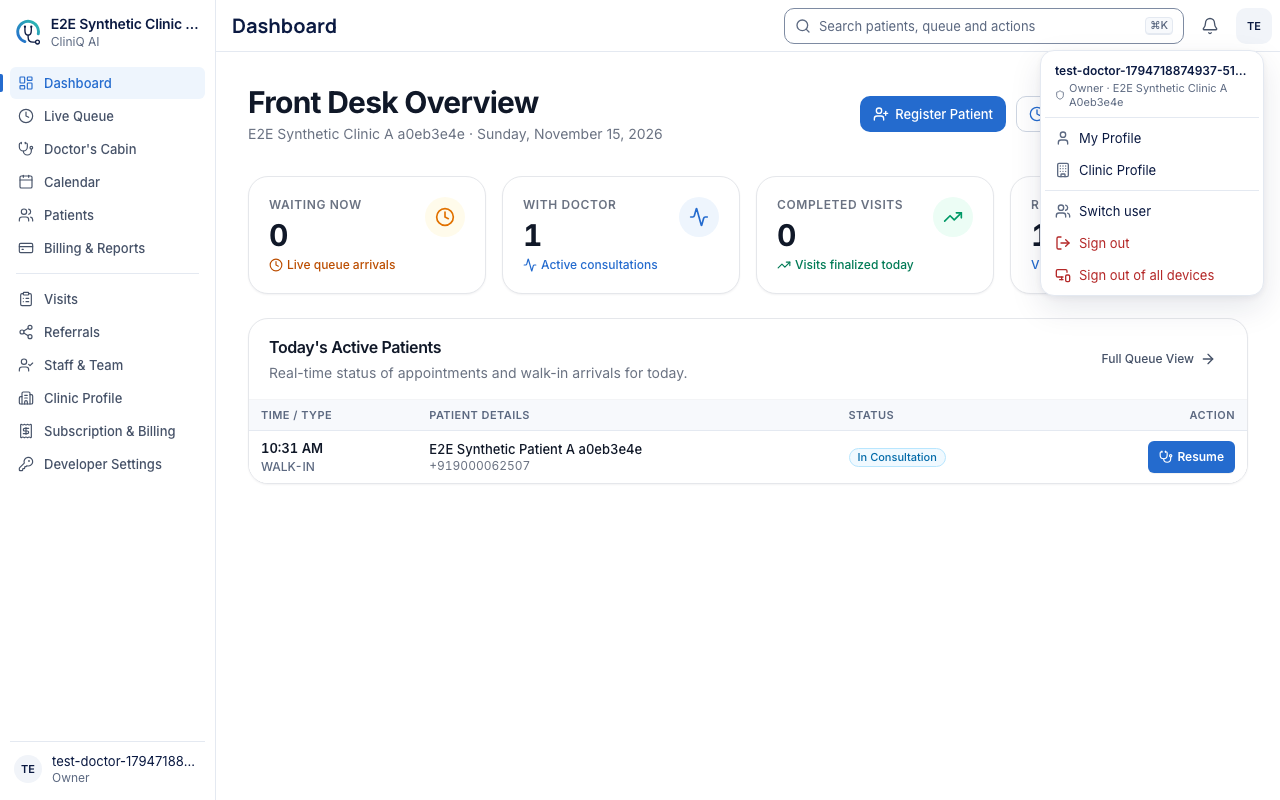 E2E Synthetic Clinic ...
CliniQ AI
Dashboard
Live Queue
Doctor's Cabin
Calendar
Patients
Billing & Reports
Visits
Referrals
Staff & Team
Clinic Profile
Subscription & Billing
Developer Settings
TE
test-doctor-17947188...
Owner
Dashboard
Search patients, queue and actions
⌘K
TE
test-doctor-1794718874937-51...
Owner · E2E Synthetic Clinic A
A0eb3e4e
My Profile
Clinic Profile
Switch user
Sign out
Sign out of all devices
Front Desk Overview
E2E Synthetic Clinic A a0eb3e4e · Sunday, November 15, 2026
Register Patient
WAITING NOW
0
Live queue arrivals
WITH DOCTOR
1
Active consultations
COMPLETED VISITS
0
Visits finalized today
Today's Active Patients
Real-time status of appointments and walk-in arrivals for today.
Full Queue View
TIME / TYPE
PATIENT DETAILS
STATUS
ACTION
10:31 AM
WALK-IN
E2E Synthetic Patient A a0eb3e4e
+919000062507
In Consultation
Resume